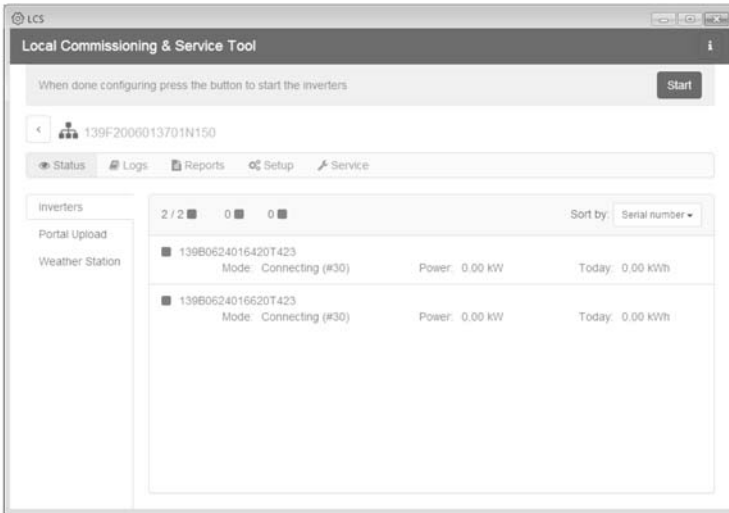 LCS
Local Commissioning & Service Tool i
When done configuring press the button to start the inverters Start
139F2006013701N150
Status Logs Reports Setup Service
Inverters
Portal Upload
Weather Station
2 / 2 0 0 Sort by: Serial number
139B0624016420T423
Mode: Connecting (#30) Power: 0.00 kW Today: 0.00 kWh
139B0624016620T423
Mode: Connecting (#30) Power: 0.00 kW Today: 0.00 kWh